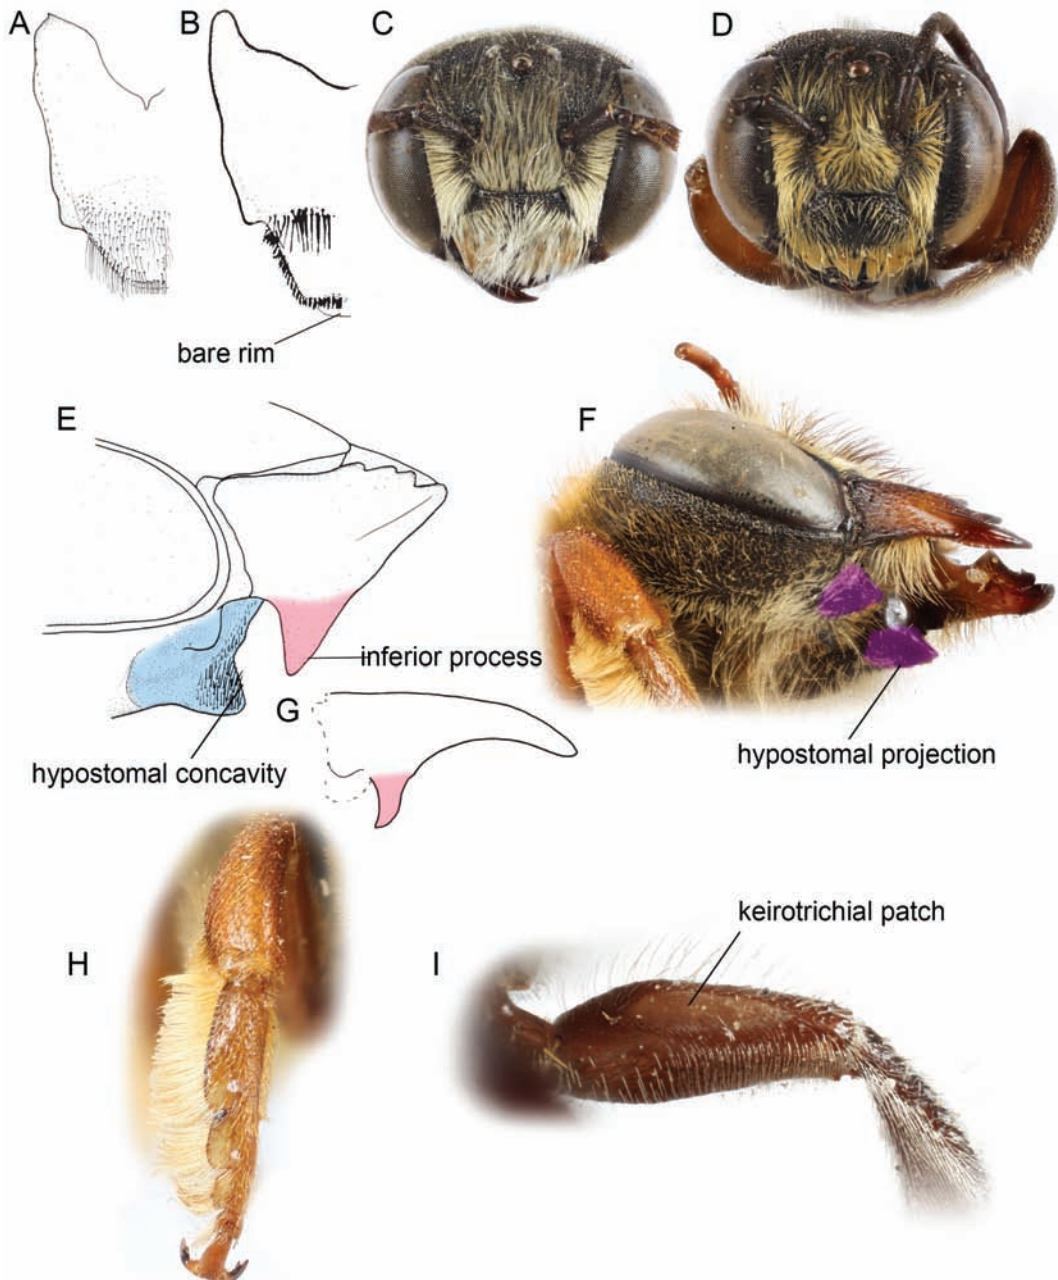 A
B
C
D
bare rim
E
F
inferior process
G
hypostomal concavity
hypostomal projection
keirotrichial patch
H
I